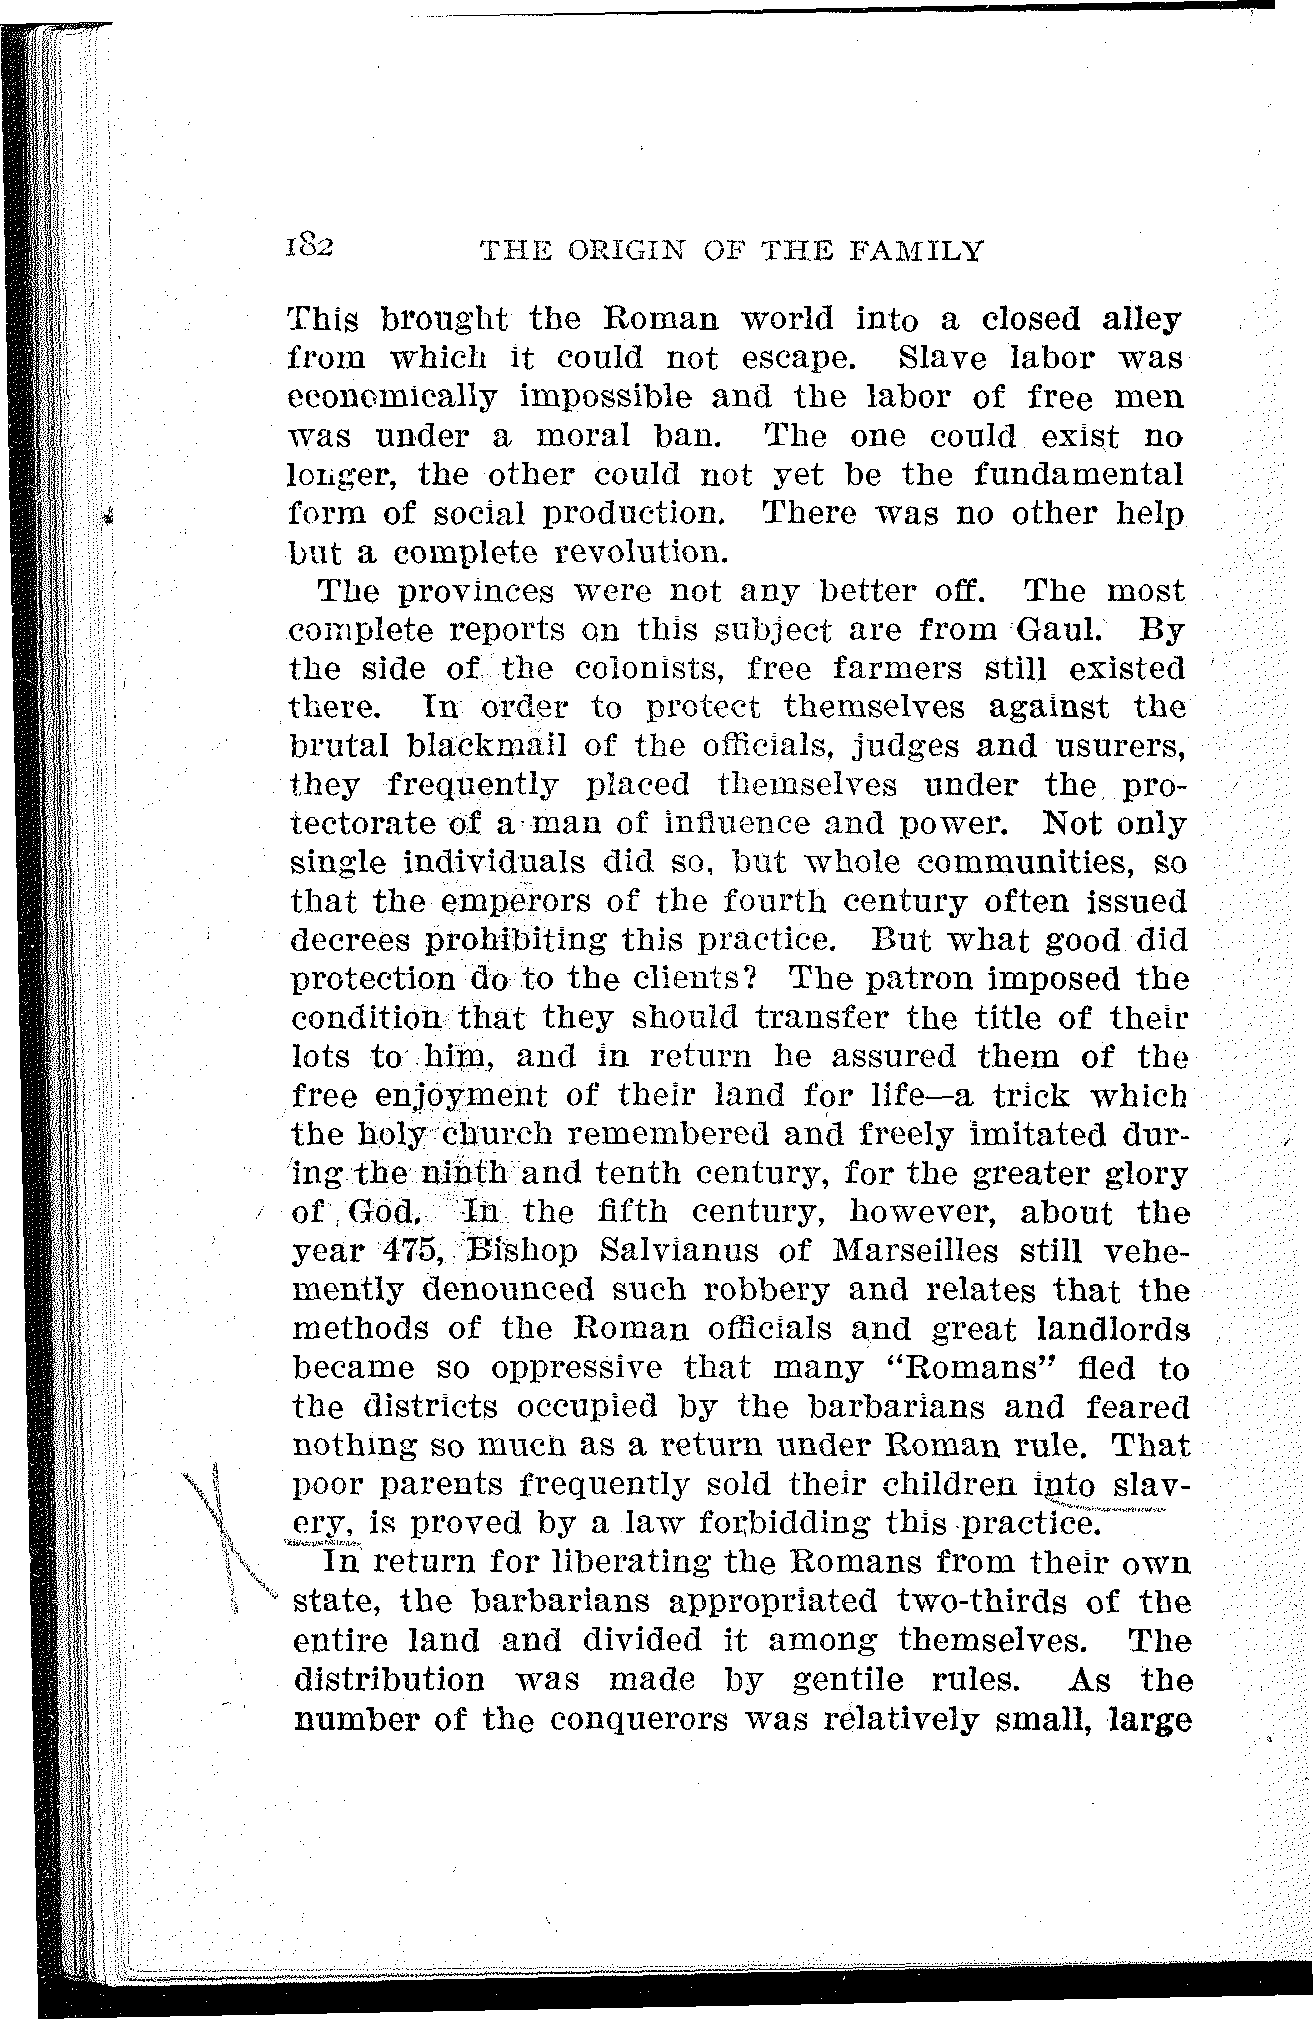 182 THE ORIGIN OF THE FAMILY
This brought the Roman world into a closed alley
from which it could not escape. Slave labor was
economically impossible and the labor of free men
was under a moral ban. The one could exist no
longer, the other could not yet be the fundamental
form of social production. There was no other help
but a complete revolution.
The provinces were not any better off. The most
complete reports on this subject are from Gaul. By
the side of the colonists, free farmers still existed
there. In order to protect themselves against the
brutal blackmail of the officials, judges and usurers,
they frequently placed themselves under the pro-
tectorate of a man of influence and power. Not only
single individuals did so, but whole communities, so
that the emperors of the fourth century often issued
decrees prohibiting this practice. But what good did
protection do to the clients? The patron imposed the
condition that they should transfer the title of their
lots to him, and in return he assured them of the
free enjoyment of their land for life—a trick which
the holy church remembered and freely imitated dur-
ing the ninth and tenth century, for the greater glory
of God. In the fifth century, however, about the
year 475, Bishop Salvianus of Marseilles still vehe-
mently denounced such robbery and relates that the
methods of the Roman officials and great landlords
became so oppressive that many “Romans” fled to
the districts occupied by the barbarians and feared
nothing so much as a return under Roman rule. That
poor parents frequently sold their children into slav-
ery, is proved by a law forbidding this practice.
In return for liberating the Romans from their own
state, the barbarians appropriated two-thirds of the
entire land and divided it among themselves. The
distribution was made by gentile rules. As the
number of the conquerors was relatively small, large